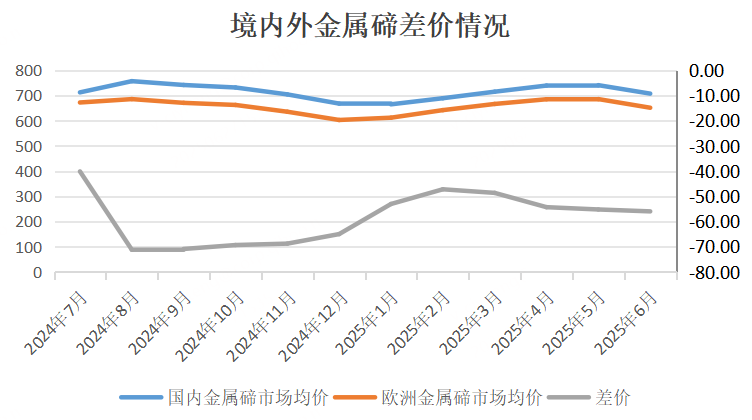 境内外金属碲差价情况
800
700
600
500
400
300
200
100
0
0.00
-10.00
-20.00
-30.00
-40.00
-50.00
-60.00
-70.00
-80.00
2024年7月
2024年8月
2024年9月
2024年10月
2024年11月
2024年12月
2025年1月
2025年2月
2025年3月
2025年4月
2025年5月
2025年6月
国内金属碲市场均价
欧洲金属碲市场均价
差价